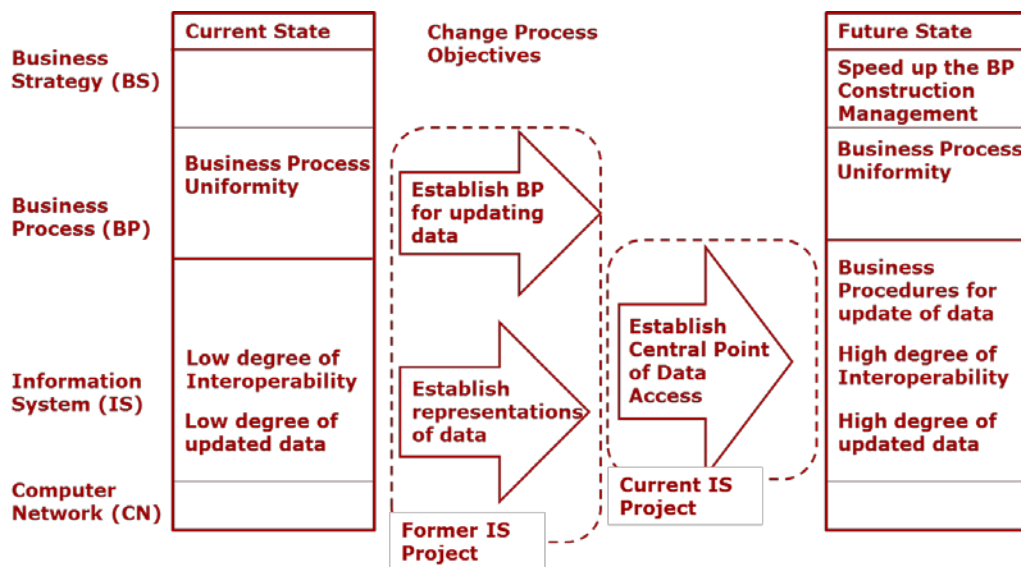 Current State
Change Process
Objectives
Future State
Business
Strategy (BS)
Speed up the BP
Construction
Management
Business Process
Uniformity
Business Process
Uniformity
Business
Process (BP)
Establish BP
for updating
data
Business
Procedures for
update of data
Establish
Central Point
of Data
Access
Information
System (IS)
Low degree of
Interoperability
Low degree of
updated data
Establish
representations
of data
High degree of
Interoperability
High degree of
updated data
Computer
Network (CN)
Former IS
Project
Current IS
Project